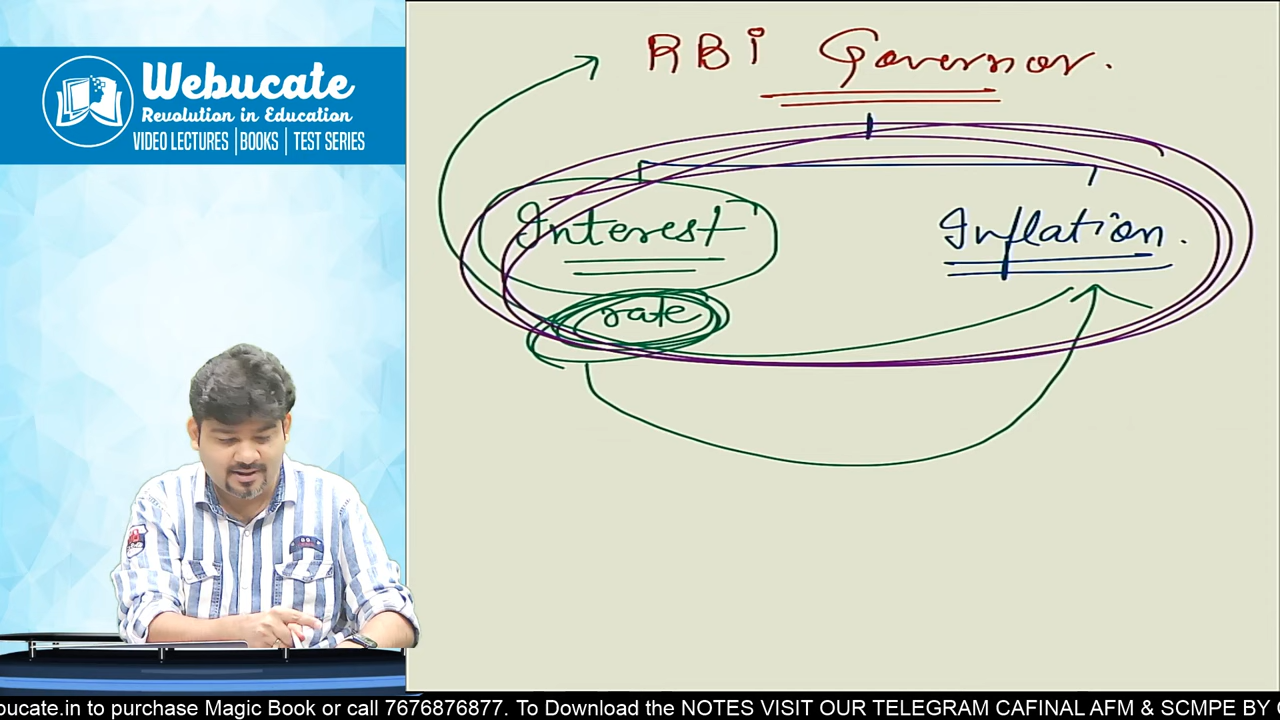 Webucate
Revolution in Education
VIDEO LECTURES | BOOKS | TEST SERIES
RBI Governor.
Interest
Inflation.
rate
bucate.in to purchase Magic Book or call 7676876877. To Download the NOTES VISIT OUR TELEGRAM CAFINAL AFM & SCMPE BY